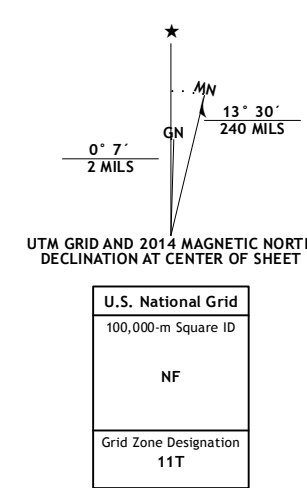 ★
MN
GN
13° 30´
240 MILS
0° 7´
2 MILS
UTM GRID AND 2014 MAGNETIC NORTH
DECLINATION AT CENTER OF SHEET
U.S. National Grid
100,000-m Square ID
NF
Grid Zone Designation
11T